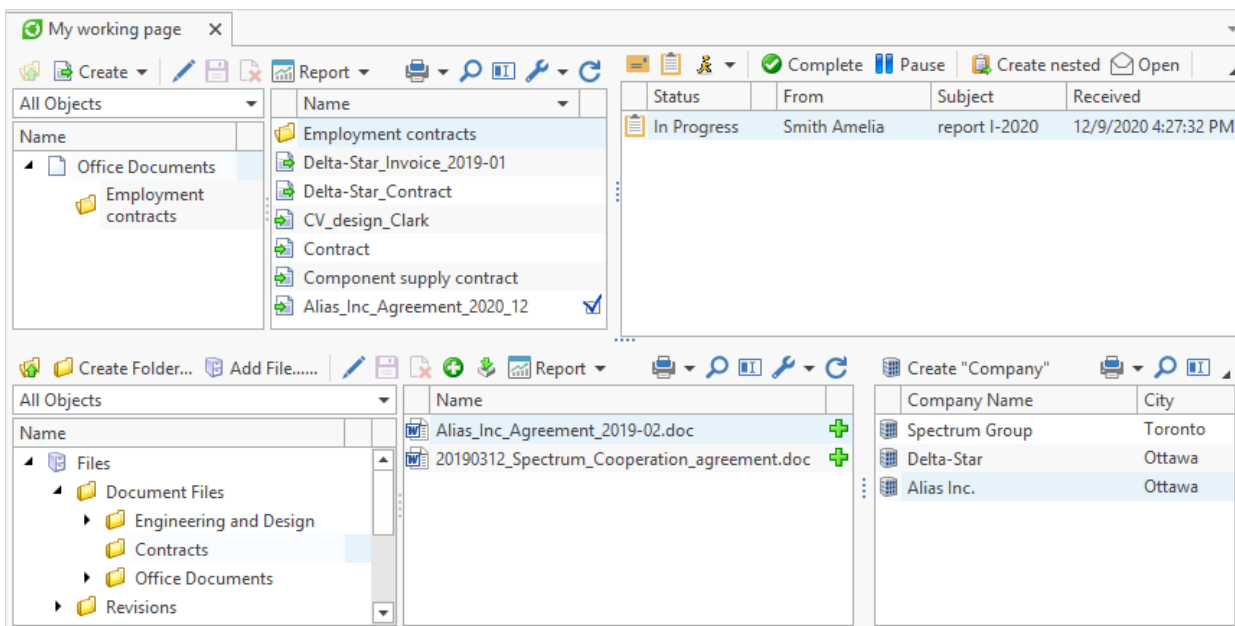 My working page
Create Report
Complete Pause Create nested Open
All Objects
Name
Office Documents
Employment
contracts
Name
Employment contracts
Delta-Star_Invoice_2019-01
Delta-Star_Contract
CV_design_Clark
Contract
Component supply contract
Alias_Inc_Agreement_2020_12
Status From Subject Received
In Progress Smith Amelia report I-2020 12/9/2020 4:27:32 PM
Create Folder... Add File...... Report
Create "Company"
All Objects
Name
Files
Document Files
Engineering and Design
Contracts
Office Documents
Revisions
Name
Alias_Inc_Agreement_2019-02.doc
20190312_Spectrum_Cooperation_agreement.doc
Company Name City
Spectrum Group Toronto
Delta-Star Ottawa
Alias Inc. Ottawa